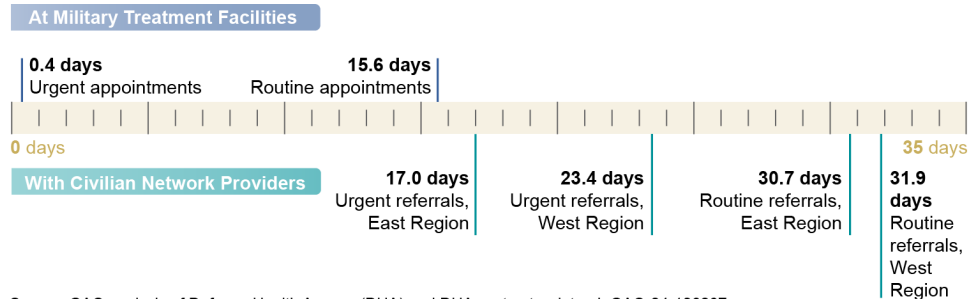 At Military Treatment Facilities
0.4 days
Urgent appointments
15.6 days
Routine appointments
0 days
35 days
With Civilian Network Providers
17.0 days
Urgent referrals,
East Region
23.4 days
Urgent referrals,
West Region
30.7 days
Routine referrals,
East Region
31.9
days
Routine
referrals,
West
Region